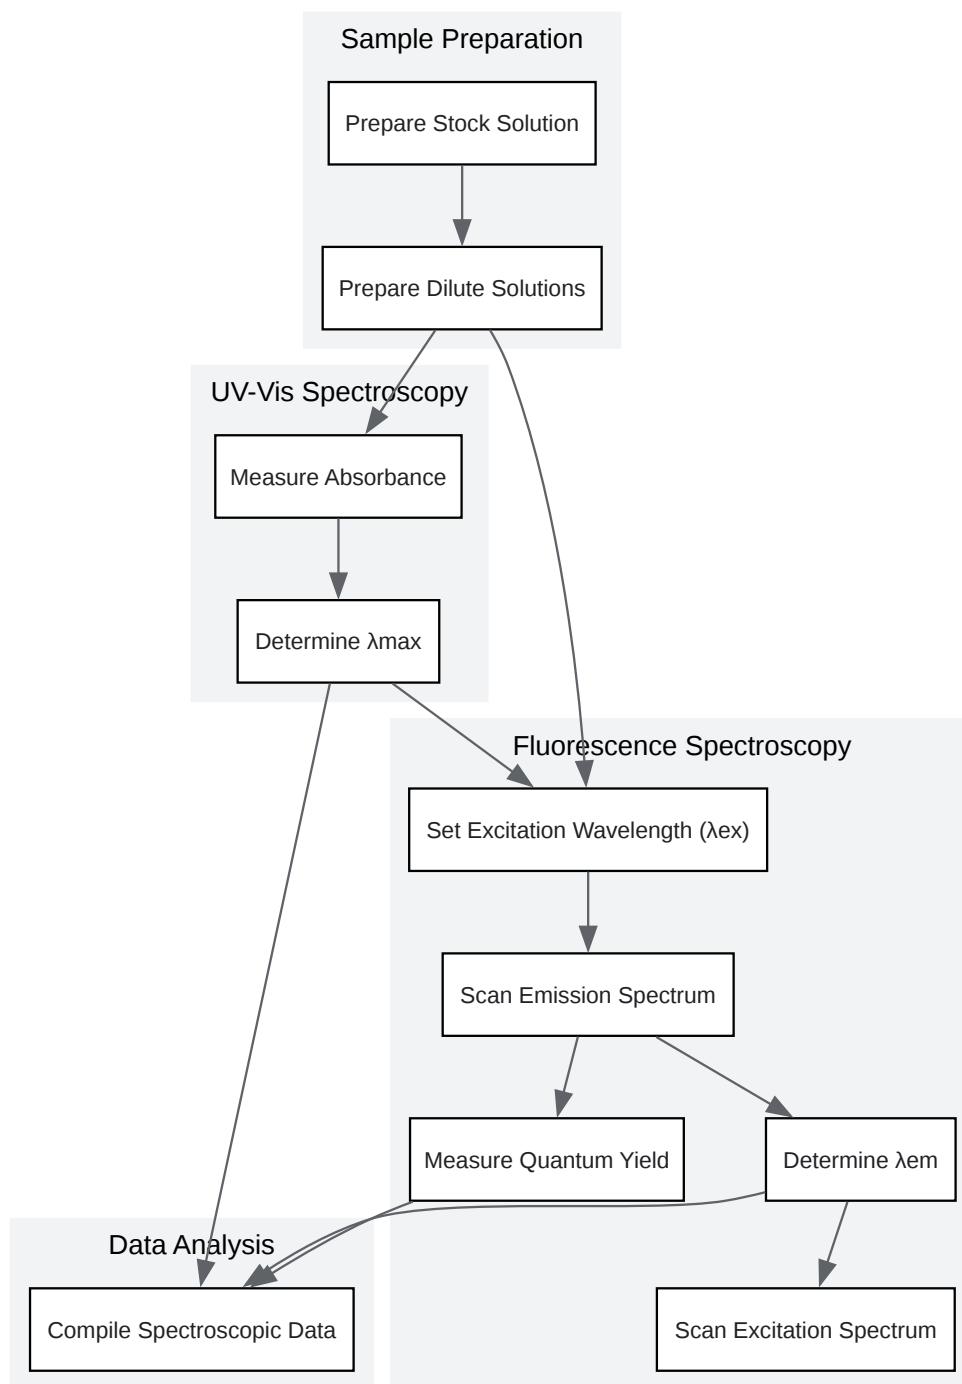 Sample Preparation
Prepare Stock Solution
Prepare Dilute Solutions
UV-Vis Spectroscopy
Measure Absorbance
Determine λmax
Fluorescence Spectroscopy
Set Excitation Wavelength (λex)
Scan Emission Spectrum
Measure Quantum Yield
Determine λem
Data Analysis
Compile Spectroscopic Data
Scan Excitation Spectrum